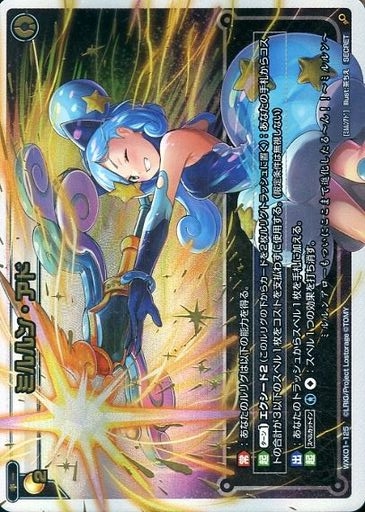 ミルルン・アド
2
常：あなたのルリグは以下の能力を得る。
起 ターン1 エクシード2（このルリグの下からカードを2枚ルリグトラッシュに置く）：あなたの手札からコス
トの合計が3以下のスペル1枚をコストを支払わずに使用する。（限定条件は無視しない）
出：あなたのトラッシュからスペル1枚を手札に加える。
起 スペルカットイン：スペル1つの効果を打ち消す。
ミルルンアローもついにここまで進化したる～ん！！～ミルルン～
WXK01-125 ©LRIG/Project Lostorage ©TOMY [ミルルンアド] Illust:茶ちえ SECRET